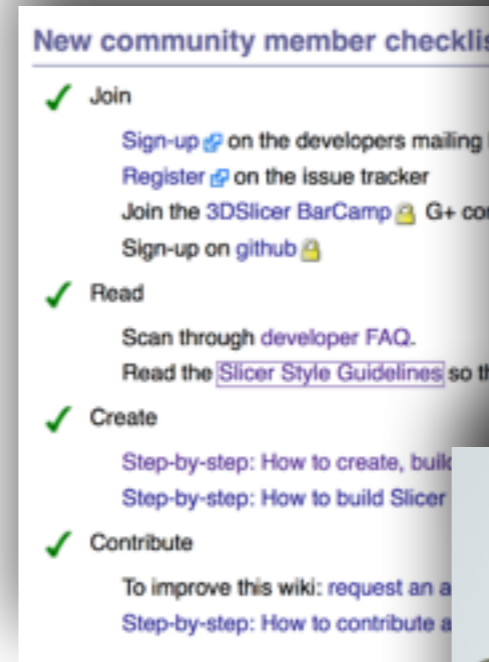 New community member checklis
Join
Sign-up on the developers mailing
Register on the issue tracker
Join the 3DSlicer BarCamp G+ co
Sign-up on github
Read
Scan through developer FAQ.
Read the Slicer Style Guidelines so th
Create
Step-by-step: How to create, build
Step-by-step: How to build Slicer
Contribute
To improve this wiki: request an a
Step-by-step: How to contribute a